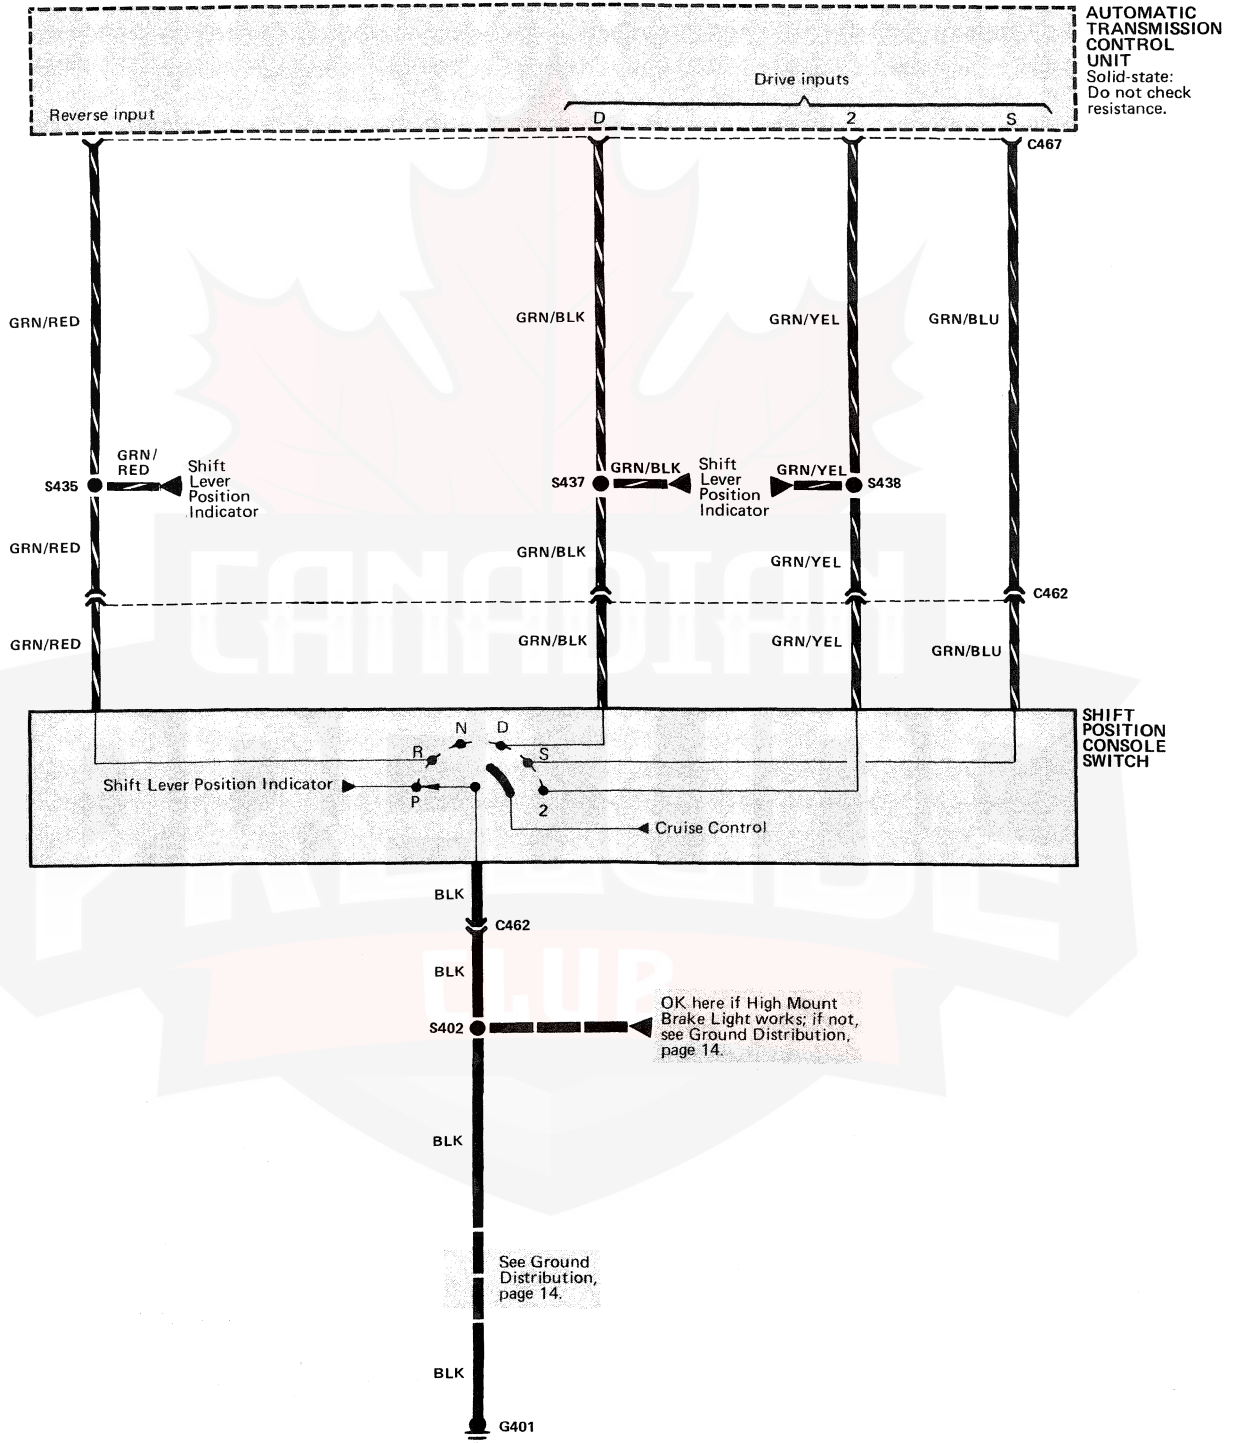 AUTOMATIC
TRANSMISSION
CONTROL
UNIT
Solid-state:
Do not check
resistance.
Drive inputs
Reverse input
D
2
S
C467
GRN/RED
GRN/BLK
GRN/YEL
GRN/BLU
GRN/
RED
Shift
Lever
Position
Indicator
S435
S437
GRN/BLK
Shift
Lever
Position
Indicator
GRN/YEL
S438
GRN/RED
GRN/BLK
GRN/YEL
C462
GRN/RED
GRN/BLK
GRN/YEL
GRN/BLU
SHIFT
POSITION
CONSOLE
SWITCH
N
D
R
S
Shift Lever Position Indicator
P
2
Cruise Control
BLK
C462
BLK
S402
OK here if High Mount
Brake Light works; if not,
see Ground Distribution,
page 14.
BLK
See Ground
Distribution,
page 14.
BLK
G401
CANADIAN
PRELUDE
CLUB